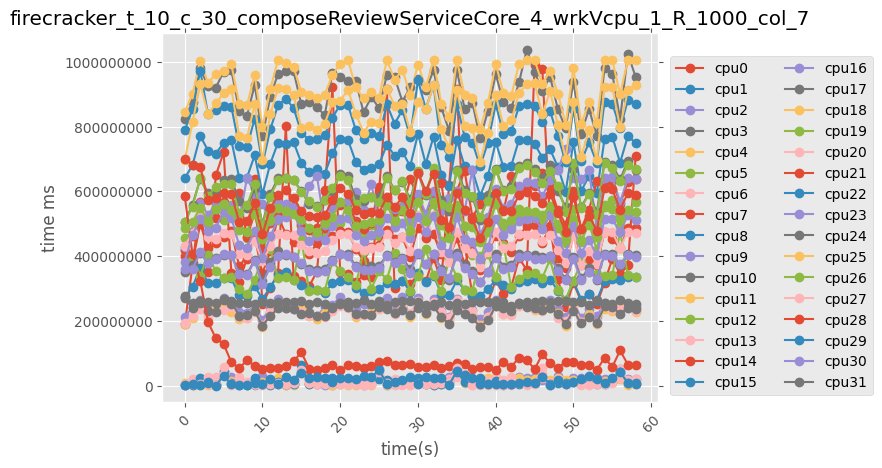 firecracker_t_10_c_30_composeReviewServiceCore_4_wrkVcpu_1_R_1000_col_7
1000000000
800000000
600000000
400000000
200000000
0
time ms
0 10 20 30 40 50 60
time(s)
cpu0 cpu16
cpu1 cpu17
cpu2 cpu18
cpu3 cpu19
cpu4 cpu20
cpu5 cpu21
cpu6 cpu22
cpu7 cpu23
cpu8 cpu24
cpu9 cpu25
cpu10 cpu26
cpu11 cpu27
cpu12 cpu28
cpu13 cpu29
cpu14 cpu30
cpu15 cpu31